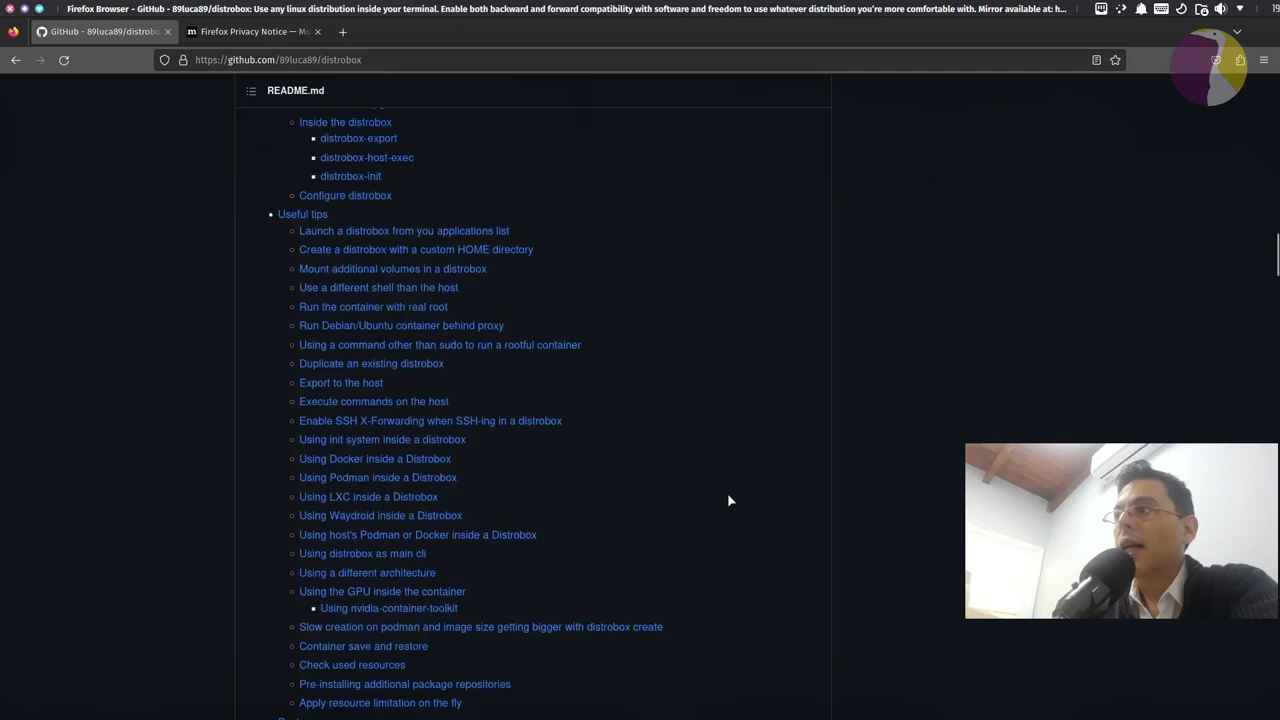 Firefox Browser - GitHub - 89luca89/distrobox: Use any linux distribution inside your terminal. Enable both backward and forward compatibility with software and freedom to use whatever distribution you're more comfortable with. Mirror available at: h...
19
GitHub - 89luca89/distrobo
Firefox Privacy Notice — Mo
https://github.com/89luca89/distrobox
README.md
Inside the distrobox
distrobox-export
distrobox-host-exec
distrobox-init
Configure distrobox
Useful tips
Launch a distrobox from you applications list
Create a distrobox with a custom HOME directory
Mount additional volumes in a distrobox
Use a different shell than the host
Run the container with real root
Run Debian/Ubuntu container behind proxy
Using a command other than sudo to run a rootful container
Duplicate an existing distrobox
Export to the host
Execute commands on the host
Enable SSH X-Forwarding when SSH-ing in a distrobox
Using init system inside a distrobox
Using Docker inside a Distrobox
Using Podman inside a Distrobox
Using LXC inside a Distrobox
Using Waydroid inside a Distrobox
Using host's Podman or Docker inside a Distrobox
Using distrobox as main cli
Using a different architecture
Using the GPU inside the container
Using nvidia-container-toolkit
Slow creation on podman and image size getting bigger with distrobox create
Container save and restore
Check used resources
Pre-installing additional package repositories
Apply resource limitation on the fly